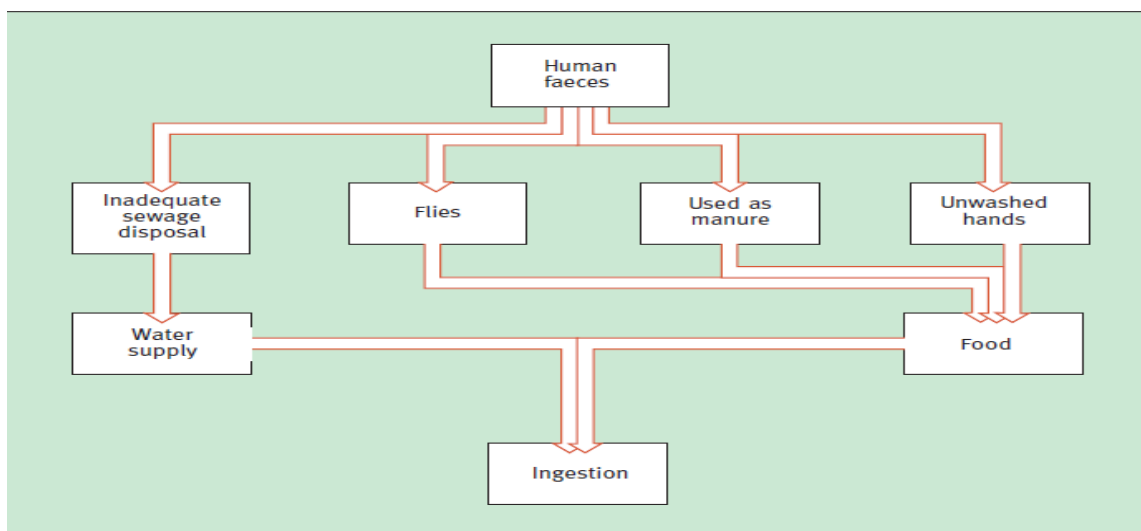 Human
faeces
Inadequate
sewage
disposal
Flies
Used as
manure
Unwashed
hands
Water
supply
Food
Ingestion